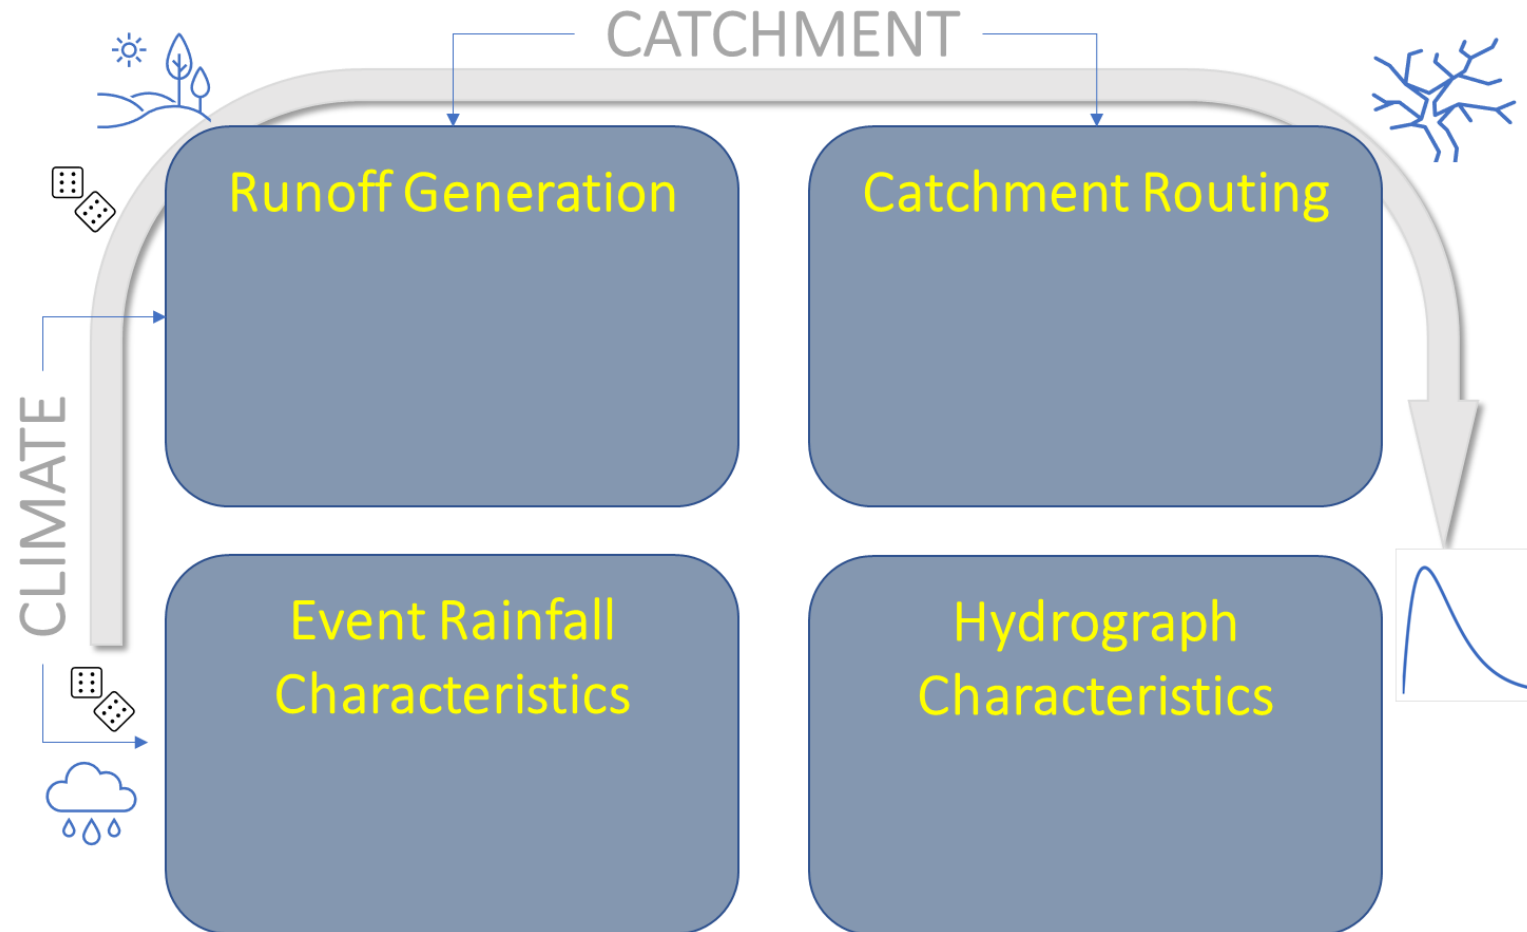 CATCHMENT
Runoff Generation
Catchment Routing
CLIMATE
Event Rainfall
Characteristics
Hydrograph
Characteristics